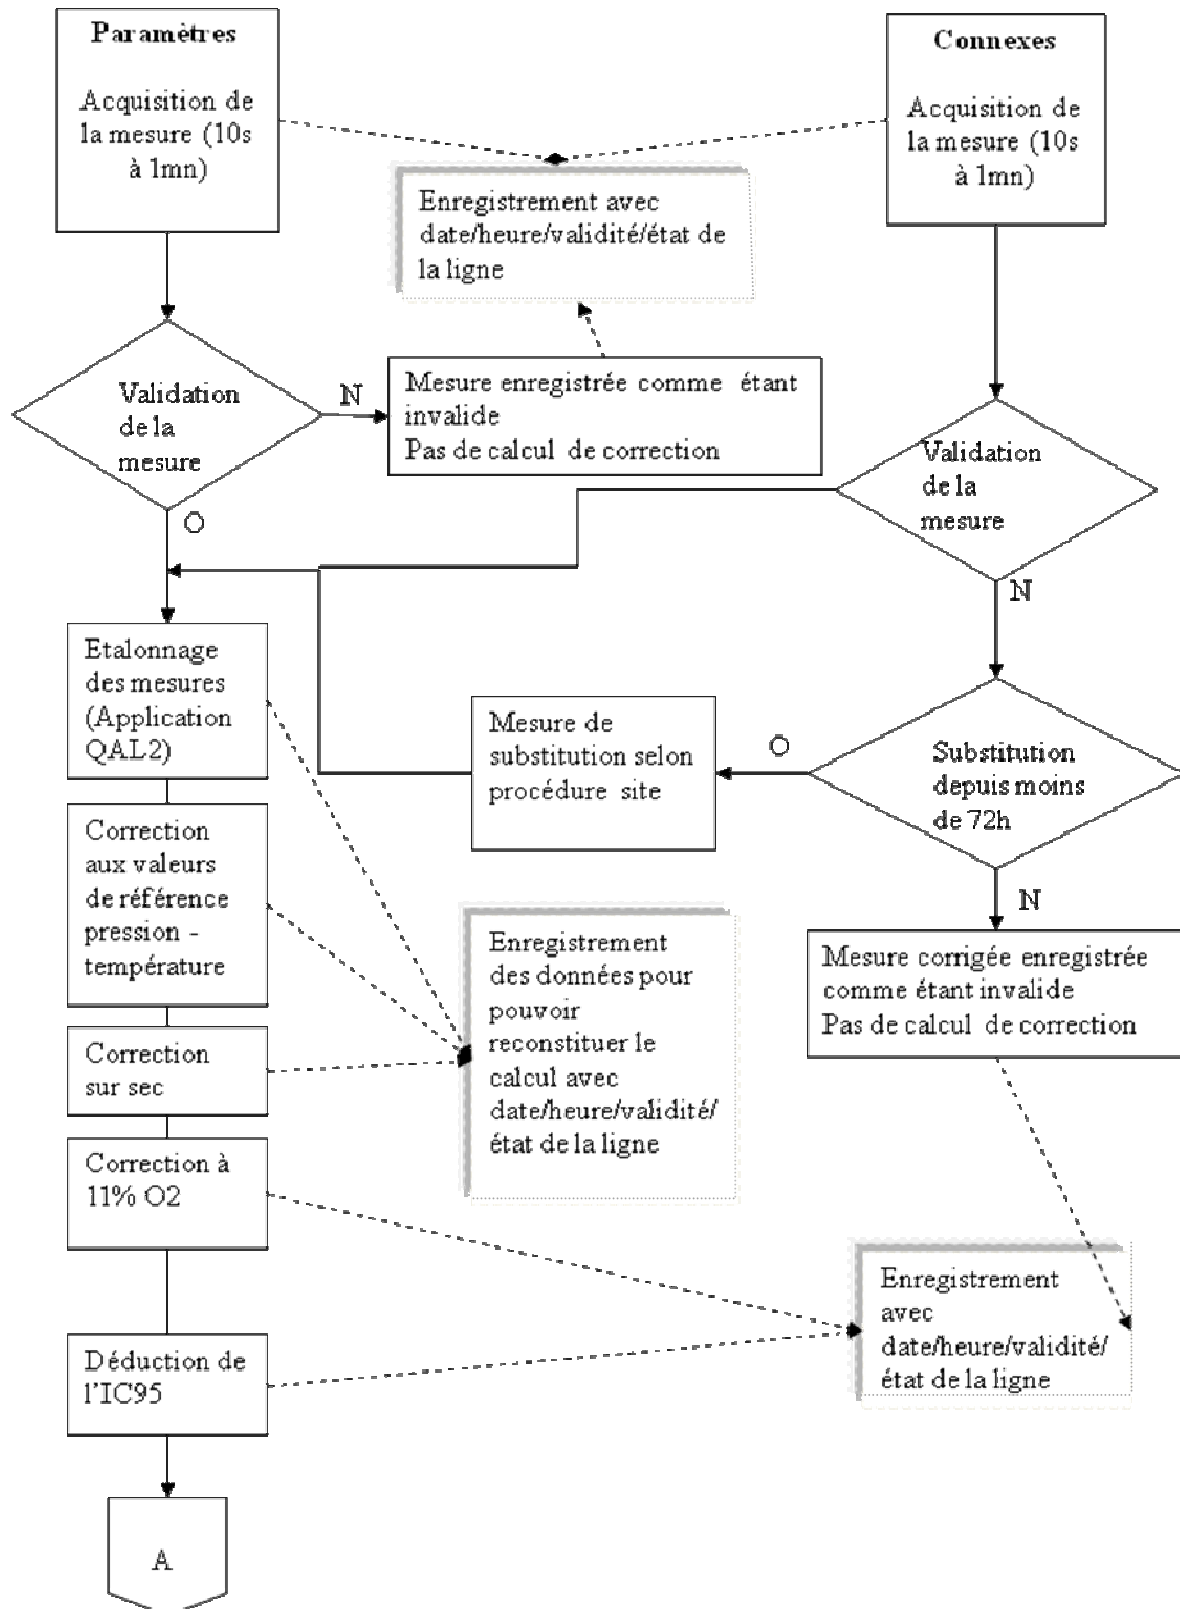 Paramètres
Acquisition de
la mesure (10s
à 1mn)
Connexes
Acquisition de
la mesure (10s
à 1mn)
Enregistrement avec
date/heure/validité/état de
la ligne
Validation
de la
mesure
N
Mesure enregistrée comme étant
invalide
Pas de calcul de correction
O
Validation
de la
mesure
N
Etalonnage
des mesures
(Application
QAL2)
Mesure de
substitution selon
procédure site
O
Substitution
depuis moins
de 72h
N
Correction
aux valeurs
de référence
pression -
température
Enregistrement
des données pour
pouvoir
reconstituer le
calcul avec
date/heure/validité/
état de la ligne
Mesure corrigée enregistrée
comme étant invalide
Pas de calcul de correction
Correction
sur sec
Correction à
11% O2
Enregistrement
avec
date/heure/validité/
état de la ligne
Déduction de
l'IC95
A